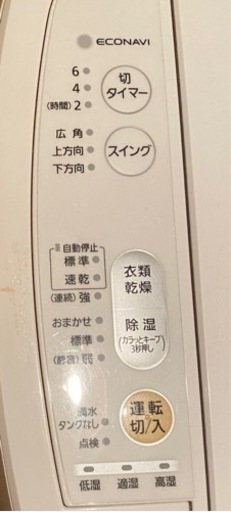 ECONAVI
6
4
(時間) 2
切
タイマー
広 角
上方向
下方向
スイング
自動停止
標準
速乾
(連続) 強
衣類
乾燥
おまかせ
標準
(静音) 弱
除湿
(カラッとキープ
3秒押し)
満水
タンクなし
点検
運転
切/入
低湿 適湿 高湿